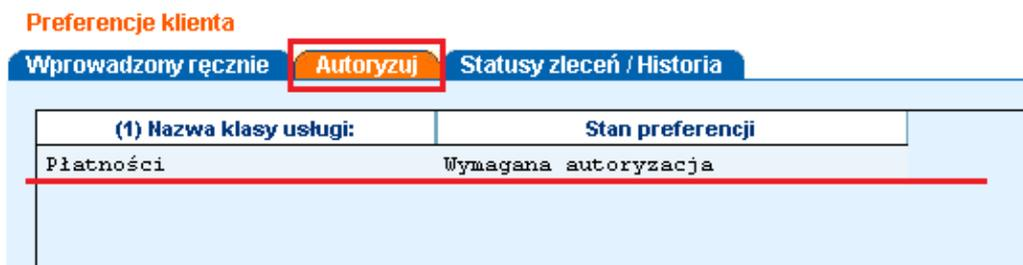 Preferencje klienta
Wprowadzony ręcznie Autoryzuj Statusy zleceń / Historia
(1) Nazwa klasy usługi: Stan preferencji
Płatności Wymagana autoryzacja